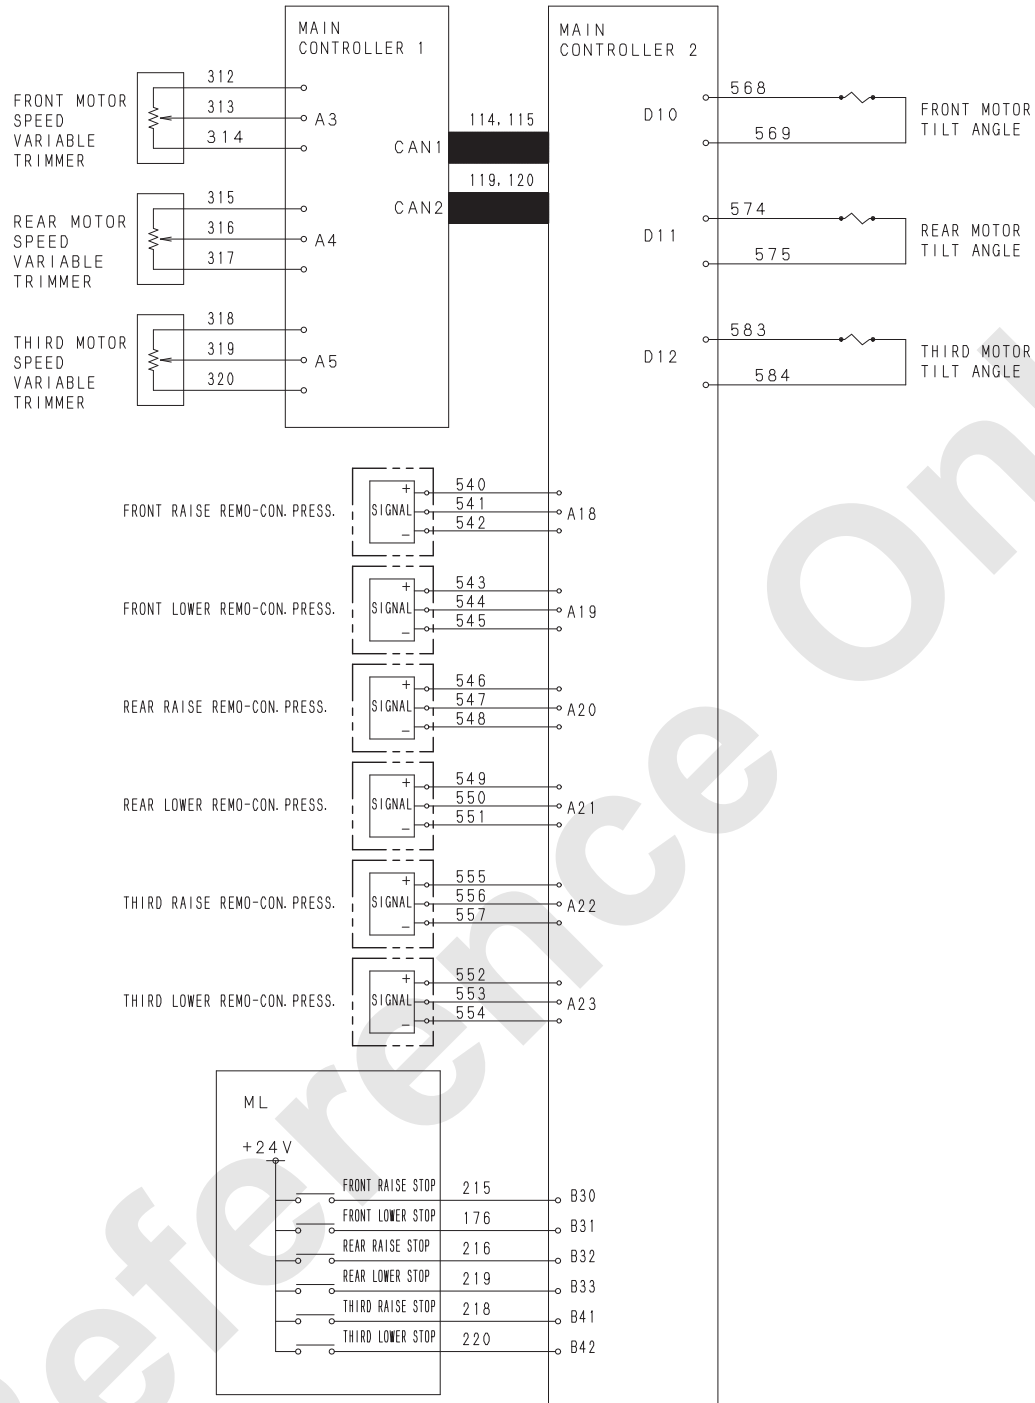 MAIN
CONTROLLER 1
MAIN
CONTROLLER 2
FRONT MOTOR
SPEED
VARIABLE
TRIMMER
312
313
314
A3
REAR MOTOR
SPEED
VARIABLE
TRIMMER
315
316
317
A4
THIRD MOTOR
SPEED
VARIABLE
TRIMMER
318
319
320
A5
CAN1
114, 115
CAN2
119, 120
D10
568
569
FRONT MOTOR
TILT ANGLE
D11
574
575
REAR MOTOR
TILT ANGLE
D12
583
584
THIRD MOTOR
TILT ANGLE
FRONT RAISE REMO-CON. PRESS.
+
SIGNAL
−
540
541
542
A18
FRONT LOWER REMO-CON. PRESS.
+
SIGNAL
−
543
544
545
A19
REAR RAISE REMO-CON. PRESS.
+
SIGNAL
−
546
547
548
A20
REAR LOWER REMO-CON. PRESS.
+
SIGNAL
−
549
550
551
A21
THIRD RAISE REMO-CON. PRESS.
+
SIGNAL
−
555
556
557
A22
THIRD LOWER REMO-CON. PRESS.
+
SIGNAL
−
552
553
554
A23
ML
+24V
FRONT RAISE STOP 215 B30
FRONT LOWER STOP 176 B31
REAR RAISE STOP 216 B32
REAR LOWER STOP 219 B33
THIRD RAISE STOP 218 B41
THIRD LOWER STOP 220 B42